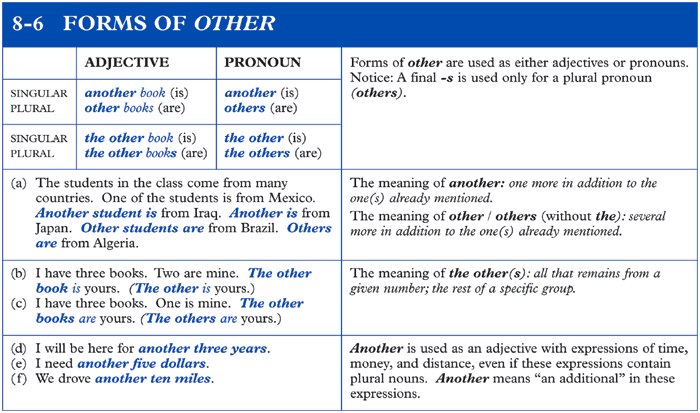 8-6 FORMS OF OTHER
ADJECTIVE PRONOUN
SINGULAR another book (is) another (is)
PLURAL other books (are) others (are)
Forms of other are used as either adjectives or pronouns.
Notice: A final -s is used only for a plural pronoun
(others).
SINGULAR the other book (is) the other (is)
PLURAL the other books (are) the others (are)
(a) The students in the class come from many
countries. One of the students is from Mexico.
Another student is from Iraq. Another is from
Japan. Other students are from Brazil. Others
are from Algeria.
The meaning of another: one more in addition to the
one(s) already mentioned.
The meaning of other / others (without the): several
more in addition to the one(s) already mentioned.
(b) I have three books. Two are mine. The other
book is yours. (The other is yours.)
(c) I have three books. One is mine. The other
books are yours. (The others are yours.)
The meaning of the other(s): all that remains from a
given number; the rest of a specific group.
(d) I will be here for another three years.
(e) I need another five dollars.
(f) We drove another ten miles.
Another is used as an adjective with expressions of time,
money, and distance, even if these expressions contain
plural nouns. Another means “an additional” in these
expressions.